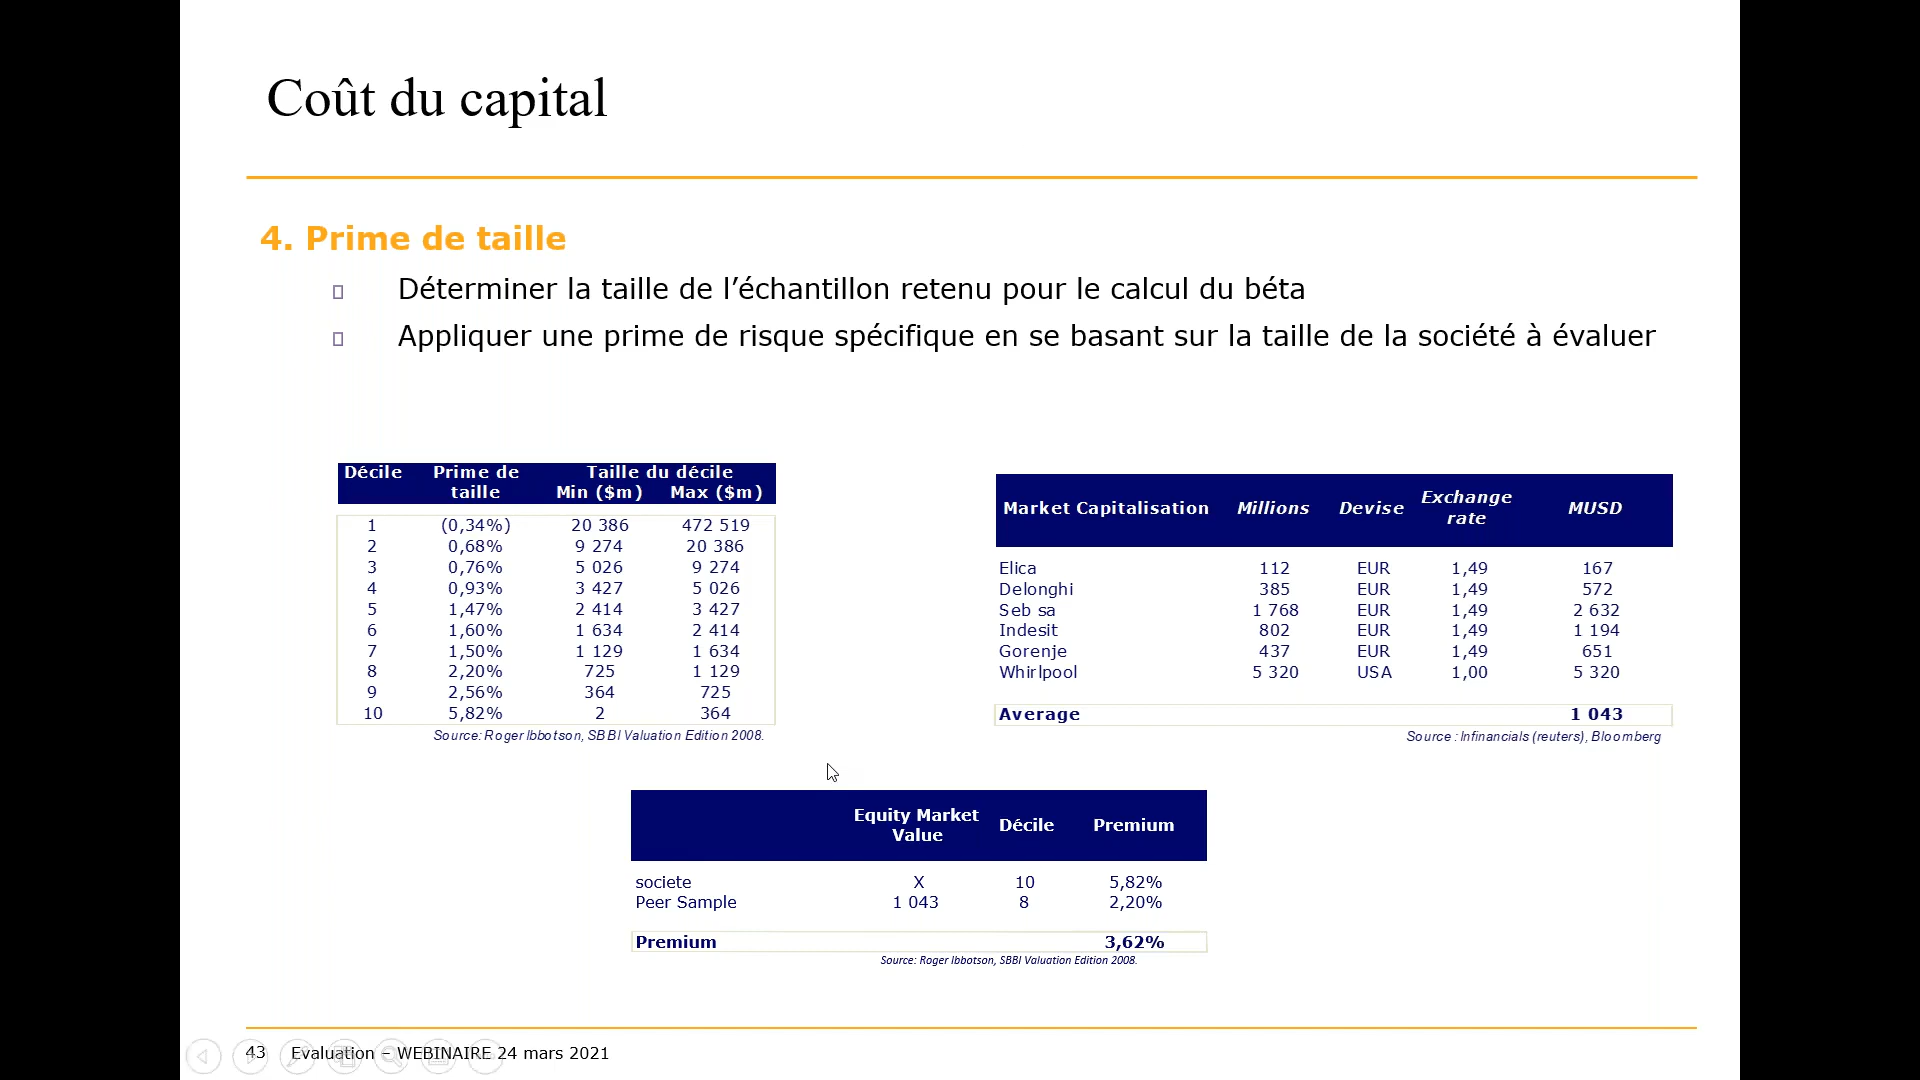 Coût du capital
4. Prime de taille
Déterminer la taille de l’échantillon retenu pour le calcul du béta
Appliquer une prime de risque spécifique en se basant sur la taille de la société à évaluer
Décile Prime de taille Taille du décile
Min ($m) Max ($m)
1 (0,34%) 20 386 472 519
2 0,68% 9 274 20 386
3 0,76% 5 026 9 274
4 0,93% 3 427 5 026
5 1,47% 2 414 3 427
6 1,60% 1 634 2 414
7 1,50% 1 129 1 634
8 2,20% 725 1 129
9 2,56% 364 725
10 5,82% 2 364
Source: Roger Ibbotson, SBBI Valuation Edition 2008.
Market Capitalisation Millions Devise Exchange rate MUSD
Elica 112 EUR 1,49 167
Delonghi 385 EUR 1,49 572
Seb sa 1 768 EUR 1,49 2 632
Indesit 802 EUR 1,49 1 194
Gorenje 437 EUR 1,49 651
Whirlpool 5 320 USA 1,00 5 320
Average 1 043
Source : Infinancials (reuters), Bloomberg
Equity Market Value Décile Premium
societe X 10 5,82%
Peer Sample 1 043 8 2,20%
Premium 3,62%
Source: Roger Ibbotson, SBBI Valuation Edition 2008.
43 Evaluation – WEBINAIRE 24 mars 2021